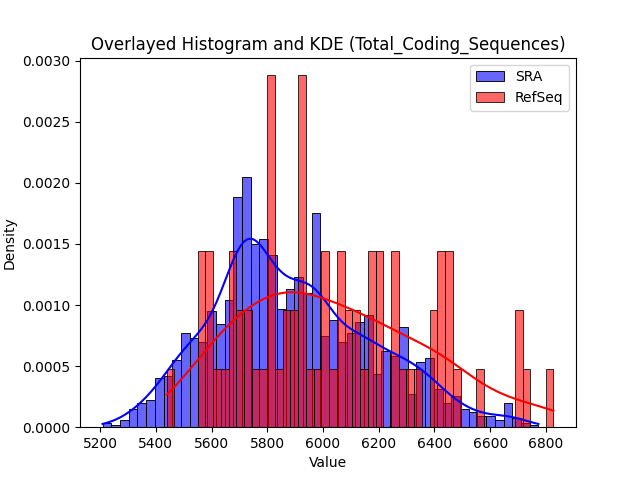 Overlayed Histogram and KDE (Total_Coding_Sequences)
0.0030
0.0025
0.0020
0.0015
0.0010
0.0005
0.0000
Density
SRA
RefSeq
5200 5400 5600 5800 6000 6200 6400 6600 6800
Value